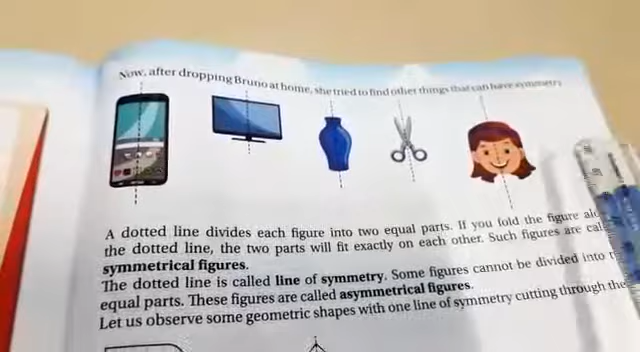 Now, after dropping Bruno at home, she tried to find other things that can have symmetry
A dotted line divides each figure into two equal parts. If you fold the figure
the dotted line, the two parts will fit exactly on each other. Such figures are
symmetrical figures.
The dotted line is called line of symmetry. Some figures cannot be divided into
equal parts. These figures are called asymmetrical figures.
Let us observe some geometric shapes with one line of symmetry cutting through the